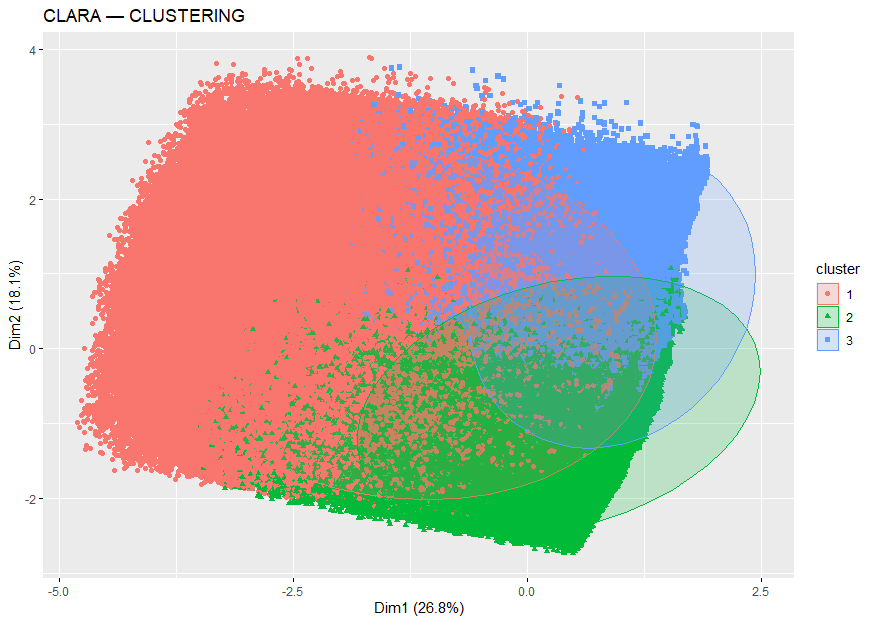 CLARA — CLUSTERING
4
2
0
-2
Dim2 (18.1%)
-5.0
-2.5
0.0
2.5
Dim1 (26.8%)
cluster
1
2
3